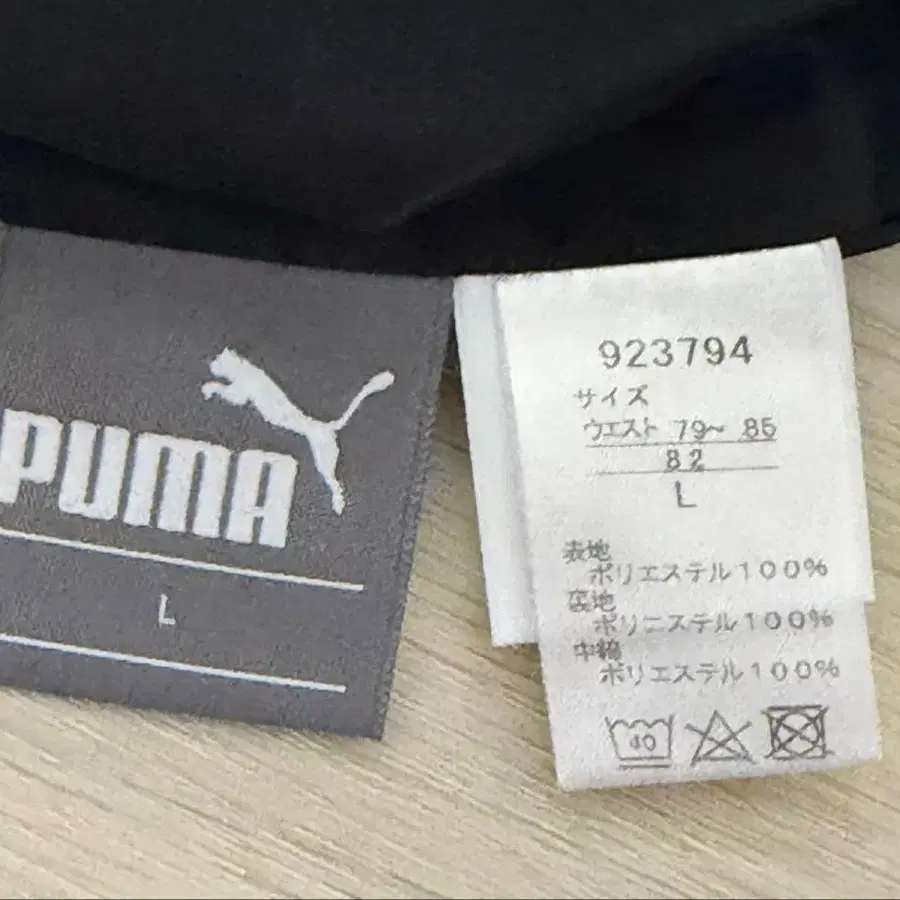 PUMA
L
923794
サイズ
ウエスト 79〜 85
82
L
表地
ポリエステル100%
裏地
ポリエステル100%
中綿
ポリエステル100%
40